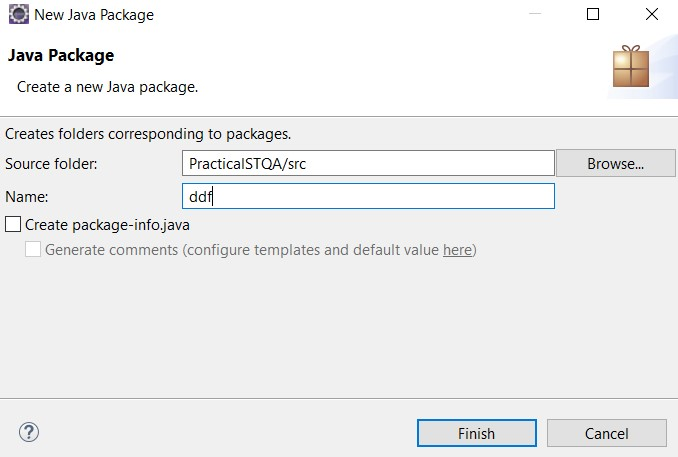 New Java Package
Java Package
Create a new Java package.
Creates folders corresponding to packages.
Source folder: PracticalSTQA/src Browse...
Name: ddf
Create package-info.java
Generate comments (configure templates and default value here)
? Finish Cancel